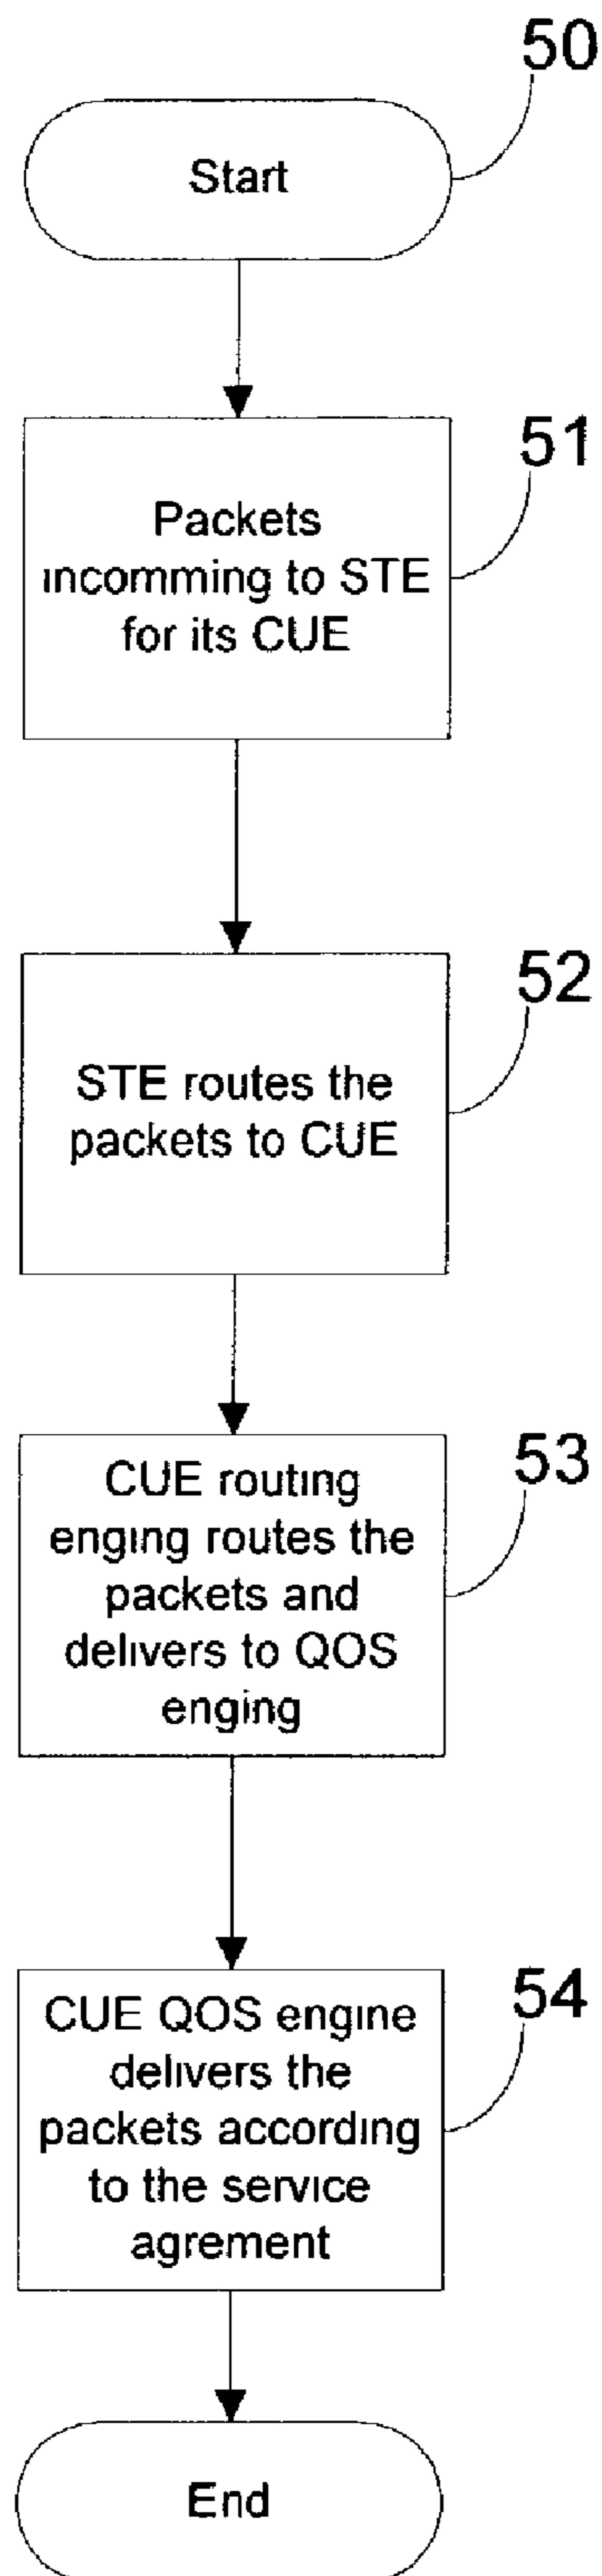 50
Start
51
Packets
incomming to STE
for its CUE
52
STE routes the
packets to CUE
53
CUE routing
enging routes the
packets and
delivers to QOS
enging
54
CUE QOS engine
delivers the
packets according
to the service
agrement
End